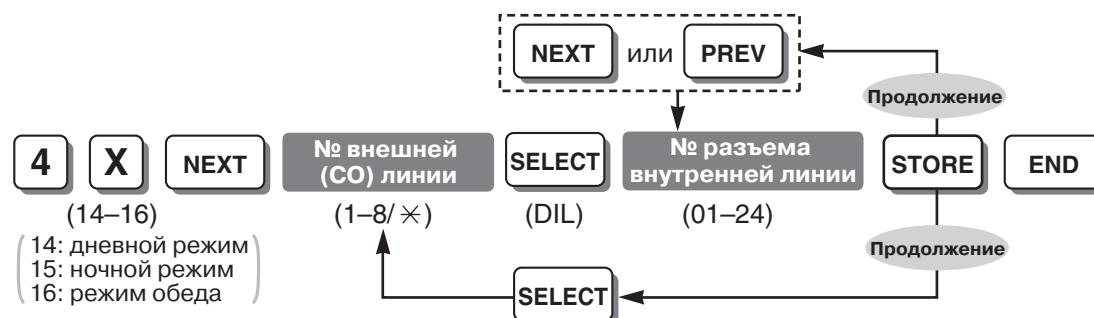 NEXT или PREV
Продолжение
4 X NEXT № внешней (CO) линии SELECT № разъема внутренней линии STORE END
(14–16) (1–8/✳) (DIL) (01–24)
14: дневной режим
15: ночной режим
16: режим обеда
Продолжение
SELECT